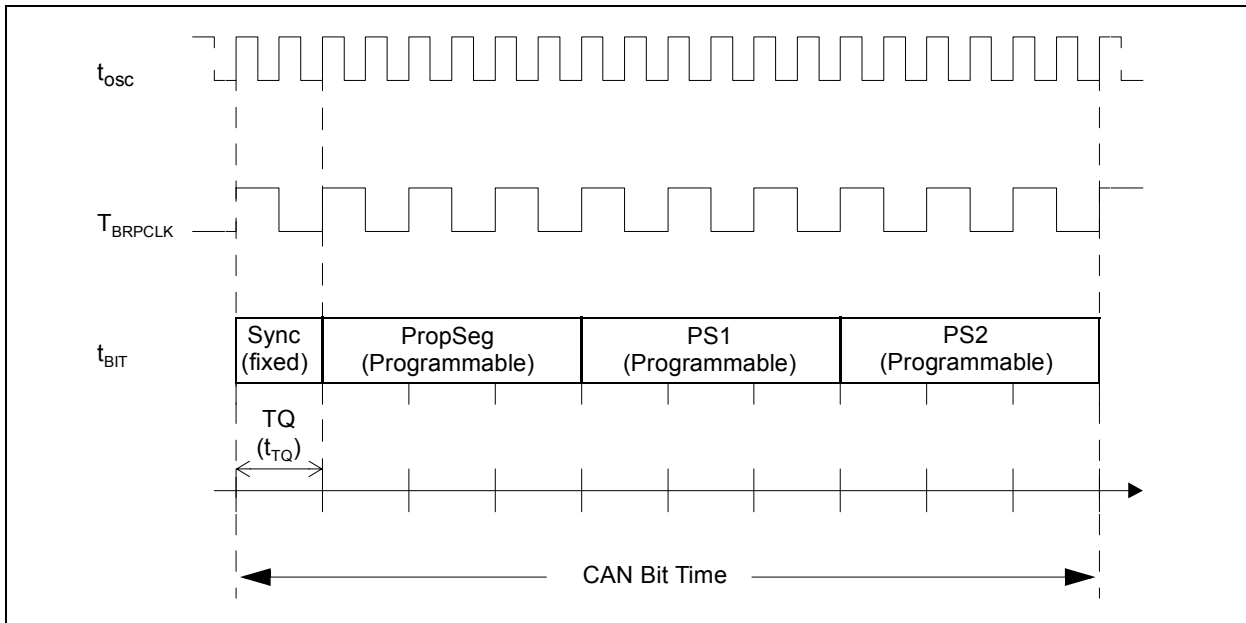 tosc
TBRPCLK
tBIT
Sync
(fixed)
PropSeg
(Programmable)
PS1
(Programmable)
PS2
(Programmable)
TQ
(tTQ)
CAN Bit Time